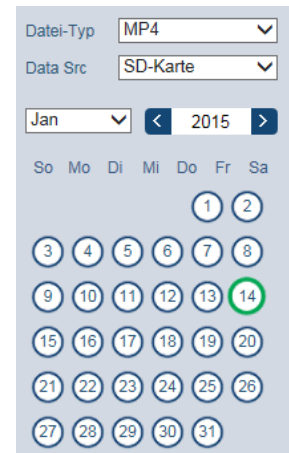 Datei-Typ MP4
Data Src SD-Karte
Jan < 2015 >
So Mo Di Mi Do Fr Sa
1 2
3 4 5 6 7 8
9 10 11 12 13 14
15 16 17 18 19 20
21 22 23 24 25 26
27 28 29 30 31